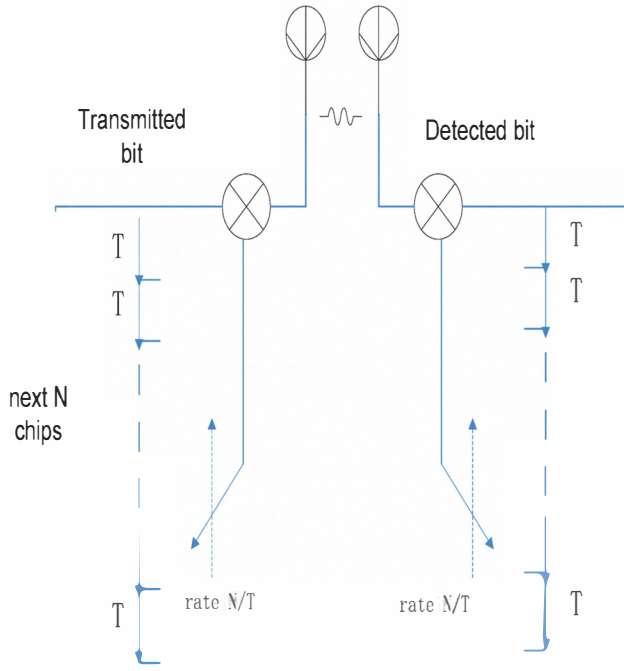 Transmitted
bit
Detected bit
T
T
T
T
next N
chips
rate N/T
rate N/T
T
T